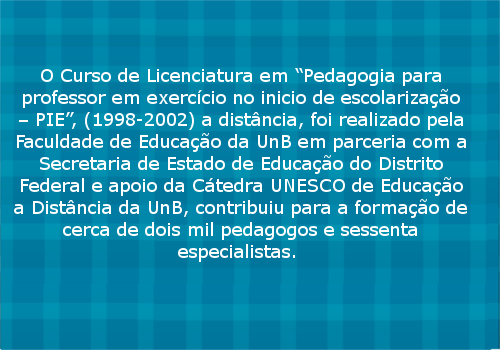 O Curso de Licenciatura em “Pedagogia para
professor em exercício no inicio de escolarização
– PIE”, (1998-2002) a distância, foi realizado pela
Faculdade de Educação da UnB em parceria com a
Secretaria de Estado de Educação do Distrito
Federal e apoio da Cátedra UNESCO de Educação
a Distância da UnB, contribuiu para a formação de
cerca de dois mil pedagogos e sessenta
especialistas.